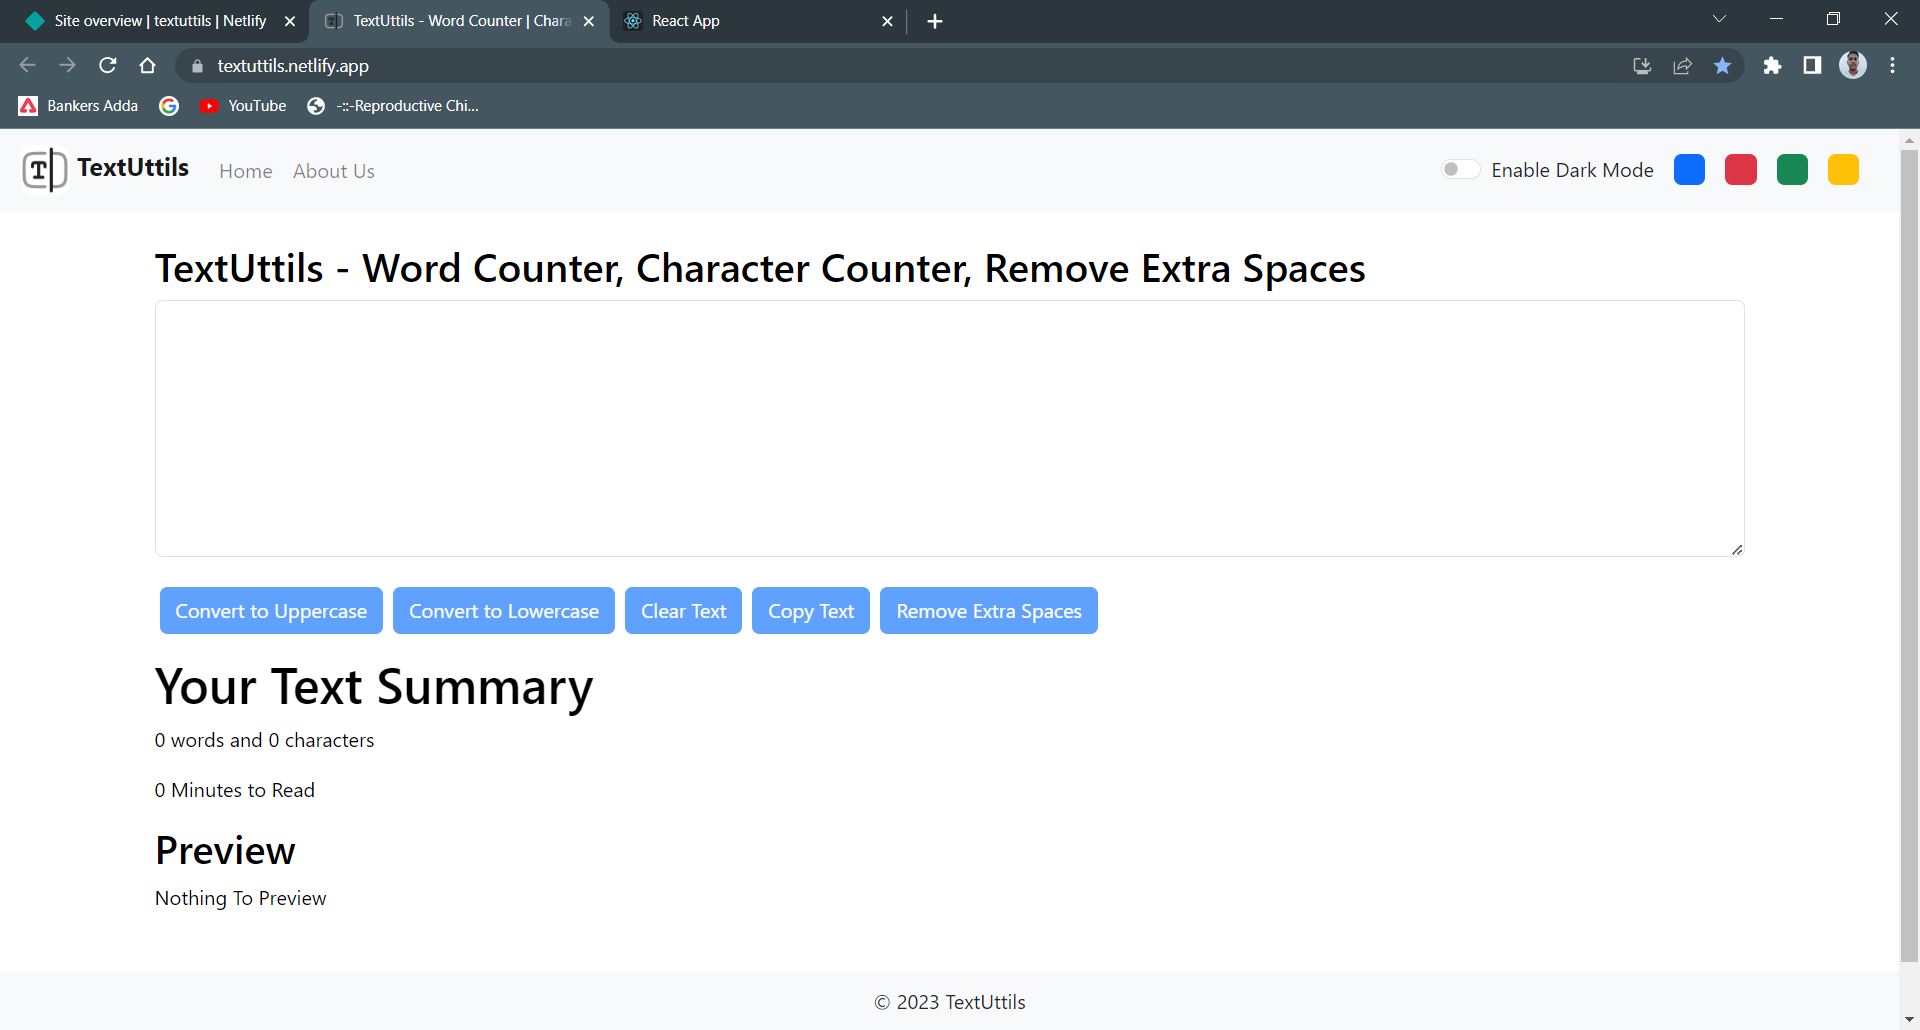 Site overview | textuttils | Netlify
TextUttils - Word Counter | Chara
React App
textuttils.netlify.app
Bankers Adda
YouTube
-::-Reproductive Chi...
T
TextUttils
Home
About Us
Enable Dark Mode
TextUttils - Word Counter, Character Counter, Remove Extra Spaces
Convert to Uppercase
Convert to Lowercase
Clear Text
Copy Text
Remove Extra Spaces
Your Text Summary
0 words and 0 characters
0 Minutes to Read
Preview
Nothing To Preview
© 2023 TextUttils